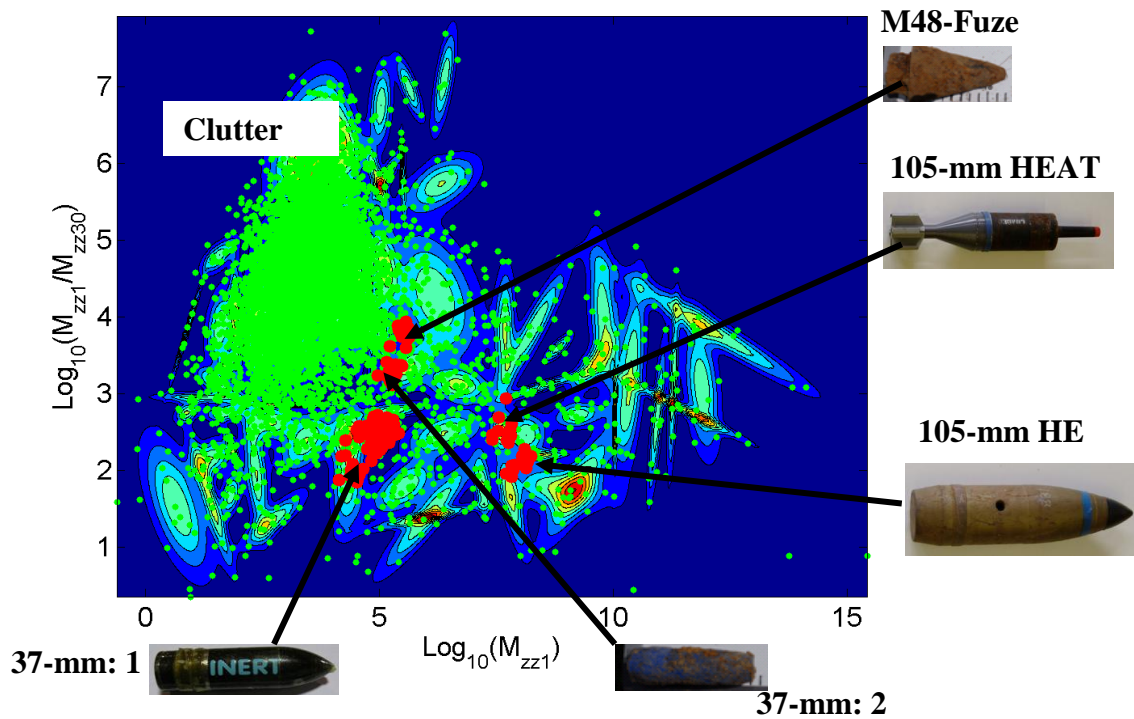 M48-Fuze
Clutter
105-mm HEAT
105-mm HE
7
6
5
4
3
2
1
Log10(Mzz1/Mzz30)
0 5 10 15
Log10(Mzz1)
37-mm: 1
INERT
37-mm: 2